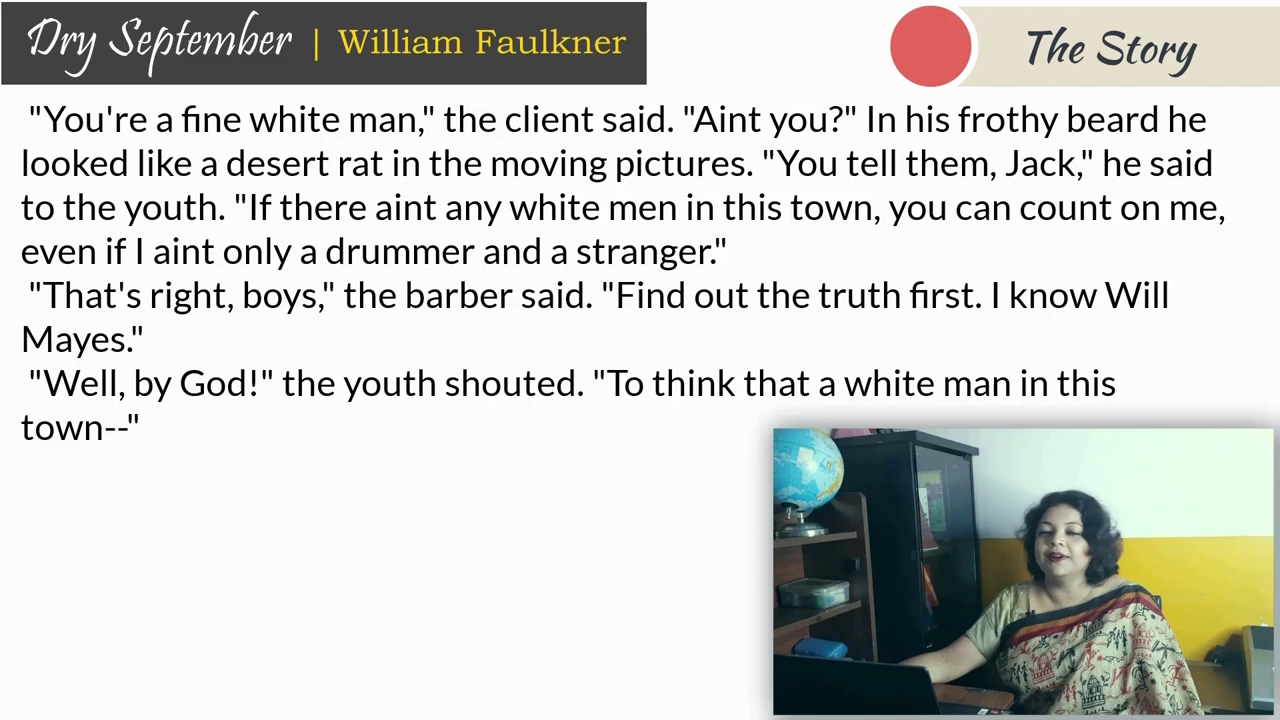 Dry September | William Faulkner
The Story
"You're a fine white man," the client said. "Aint you?" In his frothy beard he
looked like a desert rat in the moving pictures. "You tell them, Jack," he said
to the youth. "If there aint any white men in this town, you can count on me,
even if I aint only a drummer and a stranger."
"That's right, boys," the barber said. "Find out the truth first. I know Will
Mayes."
"Well, by God!" the youth shouted. "To think that a white man in this
town--"